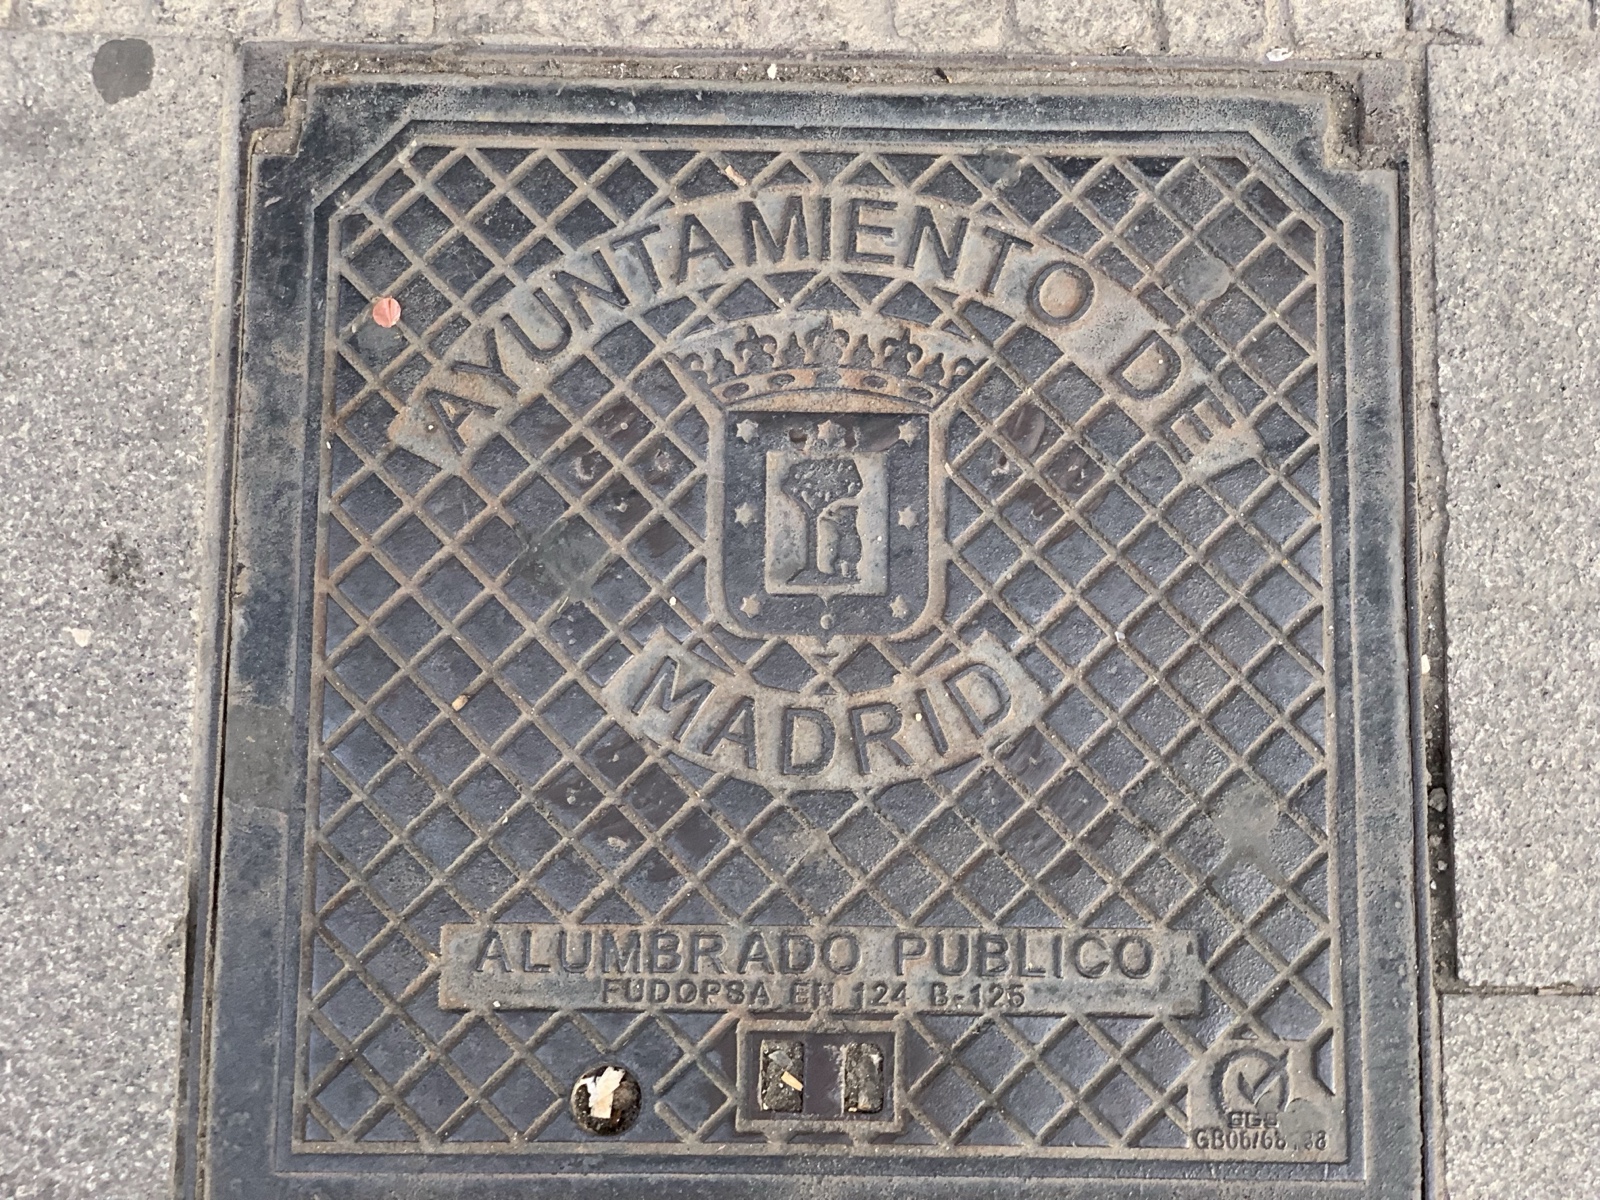 AYUNTAMIENTO DE
MADRID
ALUMBRADO PUBLICO
FUDOPSA EN 124 B-125